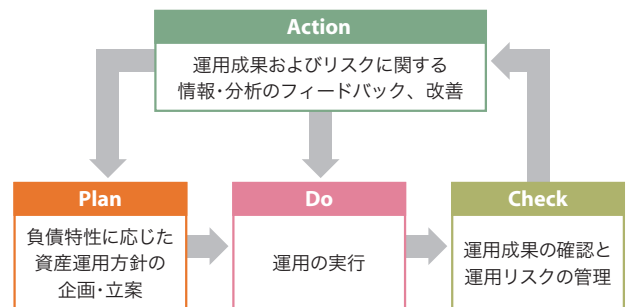 Action
運用成果およびリスクに関する
情報・分析のフィードバック、改善
Plan
負債特性に応じた
資産運用方針の
企画・立案
Do
運用の実行
Check
運用成果の確認と
運用リスクの管理